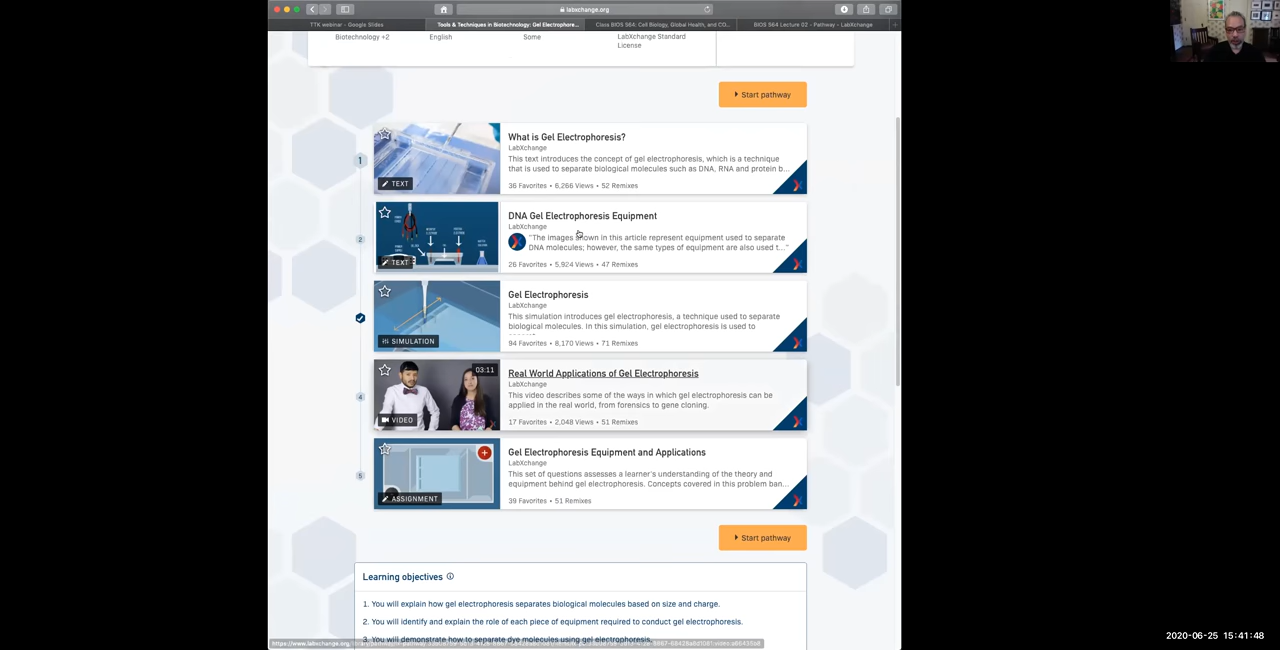 labxchange.org
TTK webinar - Google Slides
Tools & Techniques in Biotechnology: Gel Electrophore...
Cisco BIOS 564: Cell Biology, Global Health, and CO...
BIOS 564 Lecture 02 - Pathway - LabXchange
Biotechnology +2
English
Some
LabXchange Standard
License
Start pathway
1
What is Gel Electrophoresis?
LabXchange
This text introduces the concept of gel electrophoresis, which is a technique
that is used to separate biological molecules such as DNA, RNA and protein b...
TEXT
36 Favorites • 6,266 Views • 52 Remixes
2
DNA Gel Electrophoresis Equipment
LabXchange
"The images shown in this article represent equipment used to separate
DNA molecules; however, the same types of equipment are also used t..."
TEXT
26 Favorites • 5,924 Views • 47 Remixes
Gel Electrophoresis
LabXchange
This simulation introduces gel electrophoresis, a technique used to separate
biological molecules. In this simulation, gel electrophoresis is used to
SIMULATION
94 Favorites • 8,170 Views • 71 Remixes
4
03:11
Real World Applications of Gel Electrophoresis
LabXchange
This video describes some of the ways in which gel electrophoresis can be
applied in the real world, from forensics to gene cloning.
VIDEO
17 Favorites • 2,048 Views • 51 Remixes
5
Gel Electrophoresis Equipment and Applications
LabXchange
This set of questions assesses a learner's understanding of the theory and
equipment behind gel electrophoresis. Concepts covered in this problem ban...
ASSIGNMENT
39 Favorites • 51 Remixes
Start pathway
Learning objectives
1. You will explain how gel electrophoresis separates biological molecules based on size and charge.
2. You will identify and explain the role of each piece of equipment required to conduct gel electrophoresis.
3. You will demonstrate how to separate dye molecules using gel electrophoresis.
2020-06-25 15:41:48